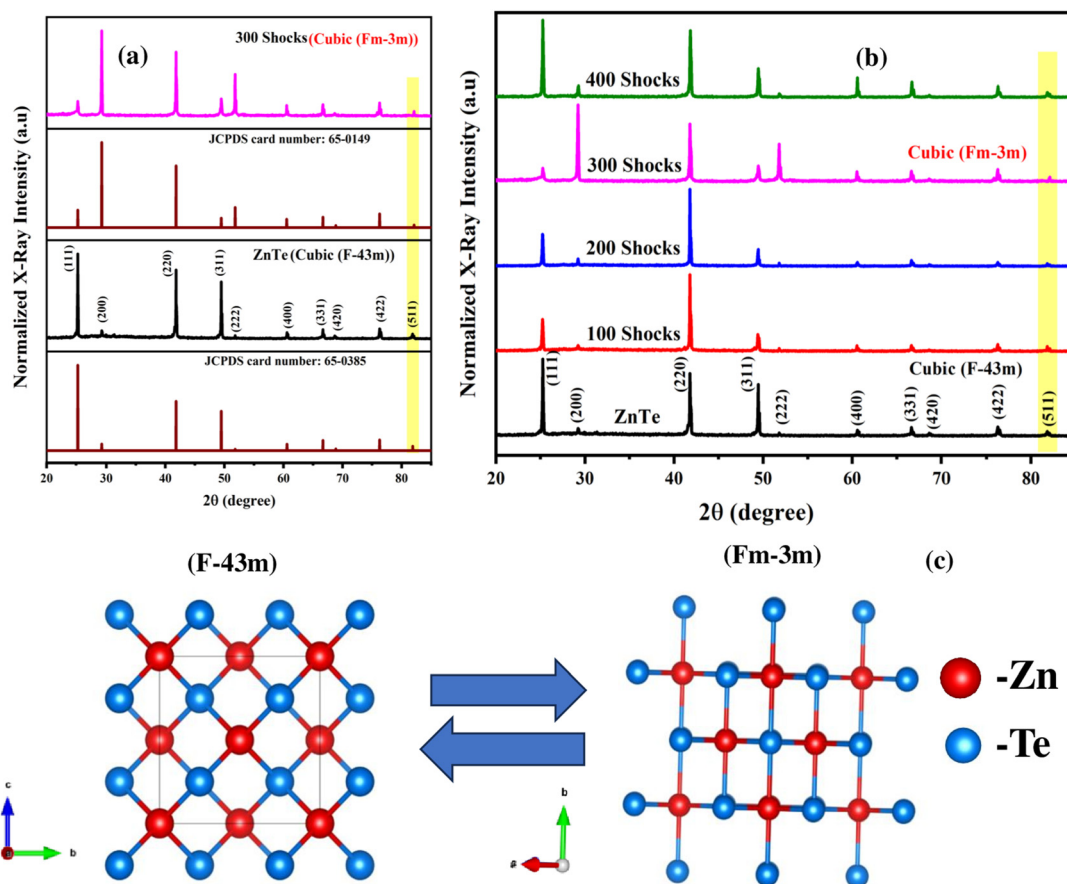 (a)
300 Shocks (Cubic (Fm-3m))
JCPDS card number: 65-0149
ZnTe (Cubic (F-43m))
(111)
(200)
(220)
(311)
(222)
(400)
(331)
(420)
(422)
(511)
JCPDS card number: 65-0385
Normalized X-Ray Intensity (a.u)
20 30 40 50 60 70 80
2θ (degree)
(b)
400 Shocks
300 Shocks
Cubic (Fm-3m)
200 Shocks
100 Shocks
Cubic (F-43m)
ZnTe
(111)
(200)
(220)
(311)
(222)
(400)
(331)
(420)
(422)
(511)
Normalized X-Ray Intensity (a.u)
20 30 40 50 60 70 80
2θ (degree)
(F-43m)
(Fm-3m)
(c)
-Zn
-Te
c
b
b